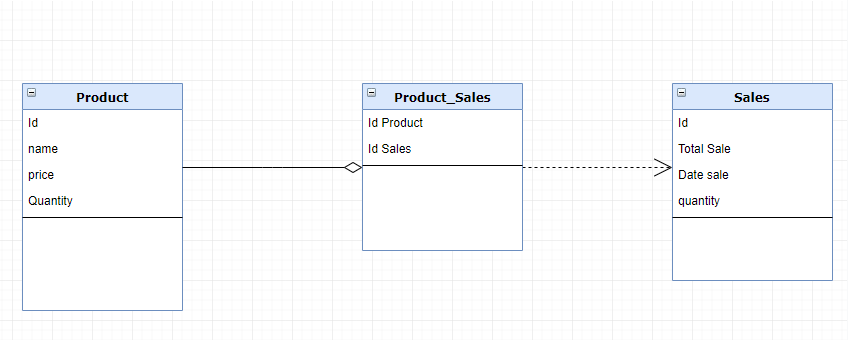 Product
Id
name
price
Quantity
Product_Sales
Id Product
Id Sales
Sales
Id
Total Sale
Date sale
quantity